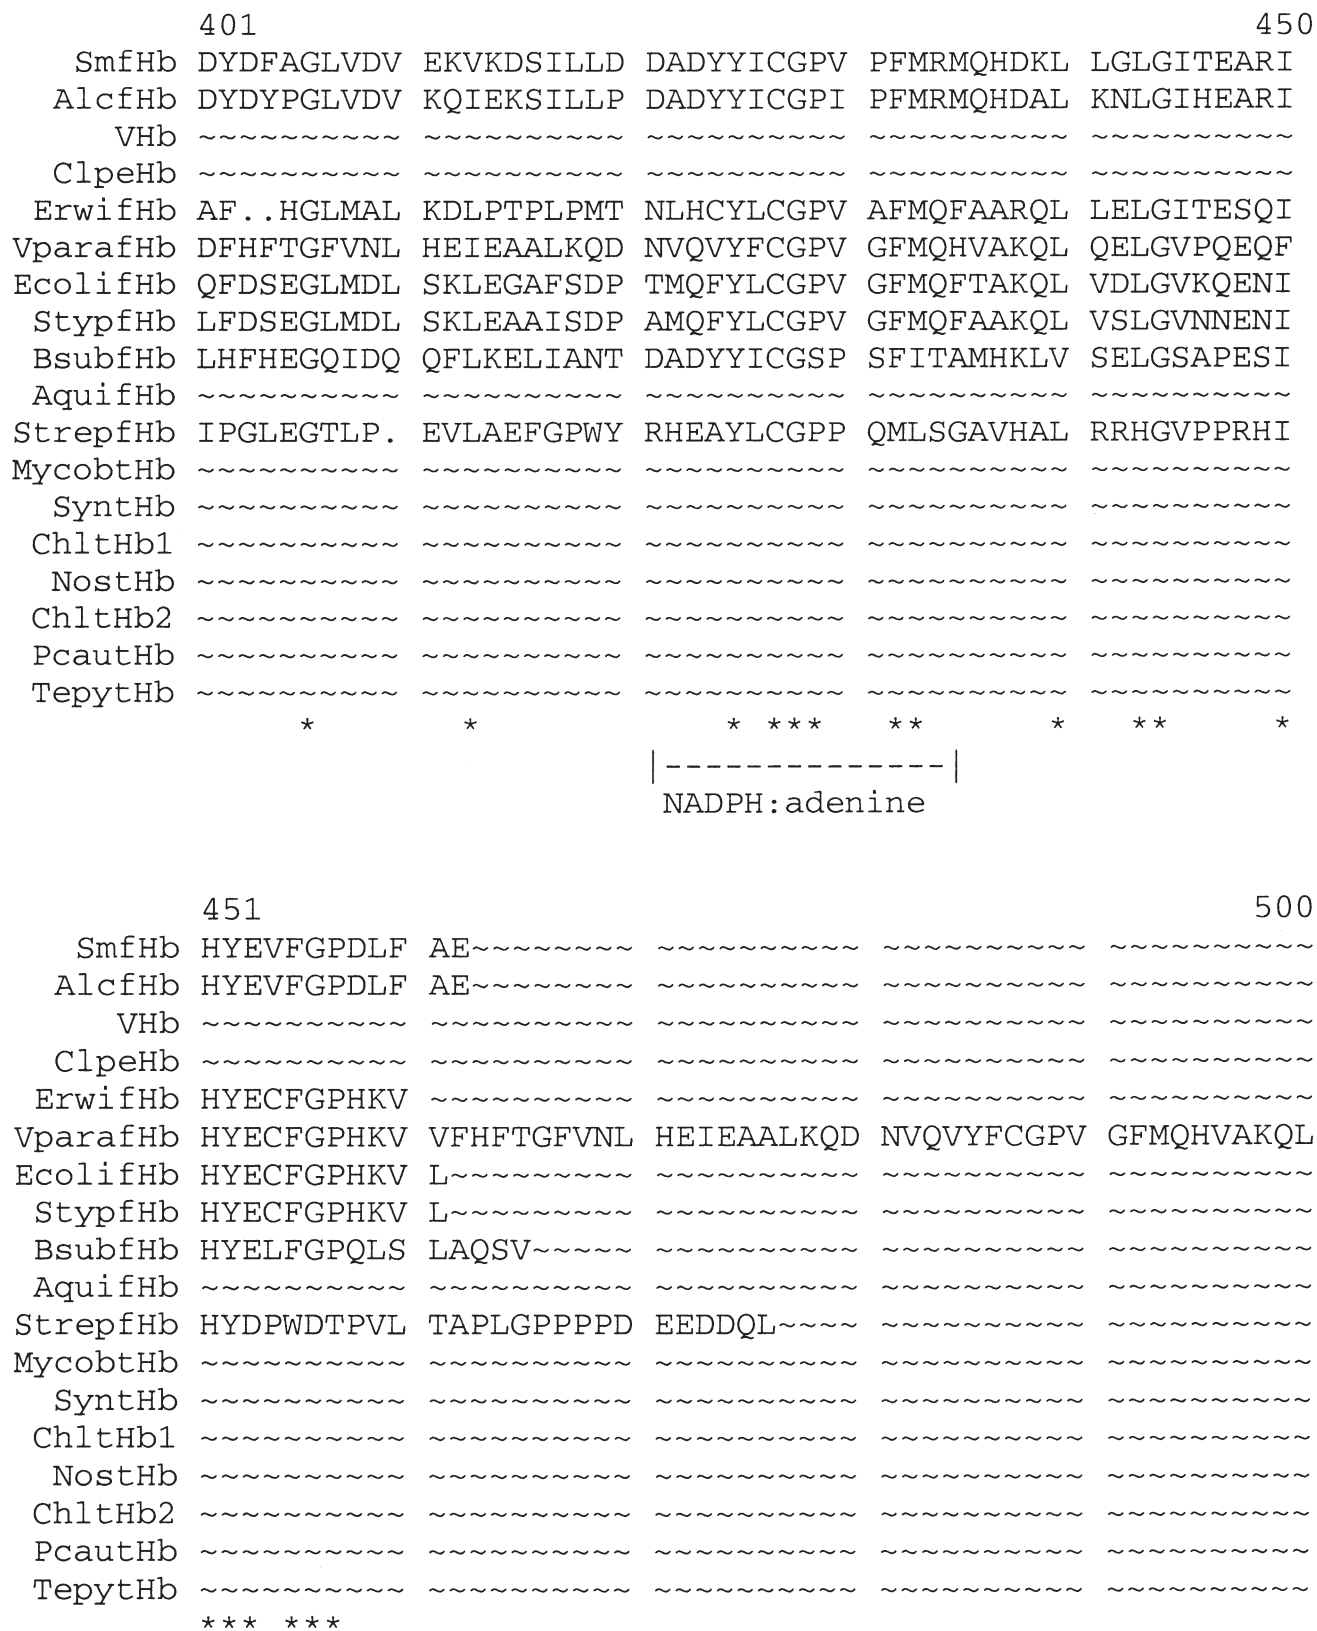 401 450
SmfHb DYDFAGLVDV EKVKDSILLD DADYYICGPV PFMRMQHDKL LGLGITEARI
AlcfHb DYDYPGLVDV KQIEKSILLP DADYYICGPI PFMRMQHDAL KNLGIHEARI
VHb ~~~~~~~~~~ ~~~~~~~~~~ ~~~~~~~~~~ ~~~~~~~~~~ ~~~~~~~~~~
ClpeHb ~~~~~~~~~~ ~~~~~~~~~~ ~~~~~~~~~~ ~~~~~~~~~~ ~~~~~~~~~~
ErwifHb AF..HGLMAL KDLPTPLPMT NLHCYLCGPV AFMQFAARQL LELGITESQI
VparafHb DFHFTGFVNL HEIEAALKQD NVQVYFCGPV GFMQHVAKQL QELGVPQEQF
EcolifHb QFDSEGLMDL SKLEGAFSDP TMQFYLCGPV GFMQFTAKQL VDLGVKQENI
StypfHb LFDSEGLMDL SKLEAAISDP AMQFYLCGPV GFMQFAAKQL VSLGVNNENI
BsubfHb LHFHEGQIDQ QFLKELIANT DADYYICGSP SFITAMHKLV SELGSAPESI
AquifHb ~~~~~~~~~~ ~~~~~~~~~~ ~~~~~~~~~~ ~~~~~~~~~~ ~~~~~~~~~~
StrepfHb IPGLEGTLP. EVLAEFGPWY RHEAYLCGPP QMLSGAVHAL RRHGVPPRHI
MycobtHb ~~~~~~~~~~ ~~~~~~~~~~ ~~~~~~~~~~ ~~~~~~~~~~ ~~~~~~~~~~
SyntHb ~~~~~~~~~~ ~~~~~~~~~~ ~~~~~~~~~~ ~~~~~~~~~~ ~~~~~~~~~~
ChltHb1 ~~~~~~~~~~ ~~~~~~~~~~ ~~~~~~~~~~ ~~~~~~~~~~ ~~~~~~~~~~
NostHb ~~~~~~~~~~ ~~~~~~~~~~ ~~~~~~~~~~ ~~~~~~~~~~ ~~~~~~~~~~
ChltHb2 ~~~~~~~~~~ ~~~~~~~~~~ ~~~~~~~~~~ ~~~~~~~~~~ ~~~~~~~~~~
PcautHb ~~~~~~~~~~ ~~~~~~~~~~ ~~~~~~~~~~ ~~~~~~~~~~ ~~~~~~~~~~
TepytHb ~~~~~~~~~~ ~~~~~~~~~~ ~~~~~~~~~~ ~~~~~~~~~~ ~~~~~~~~~~
* * * *** ** * ** *
|--------------|
NADPH:adenine
451 500
SmfHb HYEVFGPDLF AE~~~~~~~~ ~~~~~~~~~~ ~~~~~~~~~~ ~~~~~~~~~~
AlcfHb HYEVFGPDLF AE~~~~~~~~ ~~~~~~~~~~ ~~~~~~~~~~ ~~~~~~~~~~
VHb ~~~~~~~~~~ ~~~~~~~~~~ ~~~~~~~~~~ ~~~~~~~~~~ ~~~~~~~~~~
ClpeHb ~~~~~~~~~~ ~~~~~~~~~~ ~~~~~~~~~~ ~~~~~~~~~~ ~~~~~~~~~~
ErwifHb HYECFGPHKV ~~~~~~~~~~ ~~~~~~~~~~ ~~~~~~~~~~ ~~~~~~~~~~
VparafHb HYECFGPHKV VFHFTGFVNL HEIEAALKQD NVQVYFCGPV GFMQHVAKQL
EcolifHb HYECFGPHKV L~~~~~~~~~ ~~~~~~~~~~ ~~~~~~~~~~ ~~~~~~~~~~
StypfHb HYECFGPHKV L~~~~~~~~~ ~~~~~~~~~~ ~~~~~~~~~~ ~~~~~~~~~~
BsubfHb HYELFGPQLS LAQSV~~~~~ ~~~~~~~~~~ ~~~~~~~~~~ ~~~~~~~~~~
AquifHb ~~~~~~~~~~ ~~~~~~~~~~ ~~~~~~~~~~ ~~~~~~~~~~ ~~~~~~~~~~
StrepfHb HYDPWDTPVL TAPLGPPPPD EEDDQL~~~~ ~~~~~~~~~~ ~~~~~~~~~~
MycobtHb ~~~~~~~~~~ ~~~~~~~~~~ ~~~~~~~~~~ ~~~~~~~~~~ ~~~~~~~~~~
SyntHb ~~~~~~~~~~ ~~~~~~~~~~ ~~~~~~~~~~ ~~~~~~~~~~ ~~~~~~~~~~
ChltHb1 ~~~~~~~~~~ ~~~~~~~~~~ ~~~~~~~~~~ ~~~~~~~~~~ ~~~~~~~~~~
NostHb ~~~~~~~~~~ ~~~~~~~~~~ ~~~~~~~~~~ ~~~~~~~~~~ ~~~~~~~~~~
ChltHb2 ~~~~~~~~~~ ~~~~~~~~~~ ~~~~~~~~~~ ~~~~~~~~~~ ~~~~~~~~~~
PcautHb ~~~~~~~~~~ ~~~~~~~~~~ ~~~~~~~~~~ ~~~~~~~~~~ ~~~~~~~~~~
TepytHb ~~~~~~~~~~ ~~~~~~~~~~ ~~~~~~~~~~ ~~~~~~~~~~ ~~~~~~~~~~
*** ***